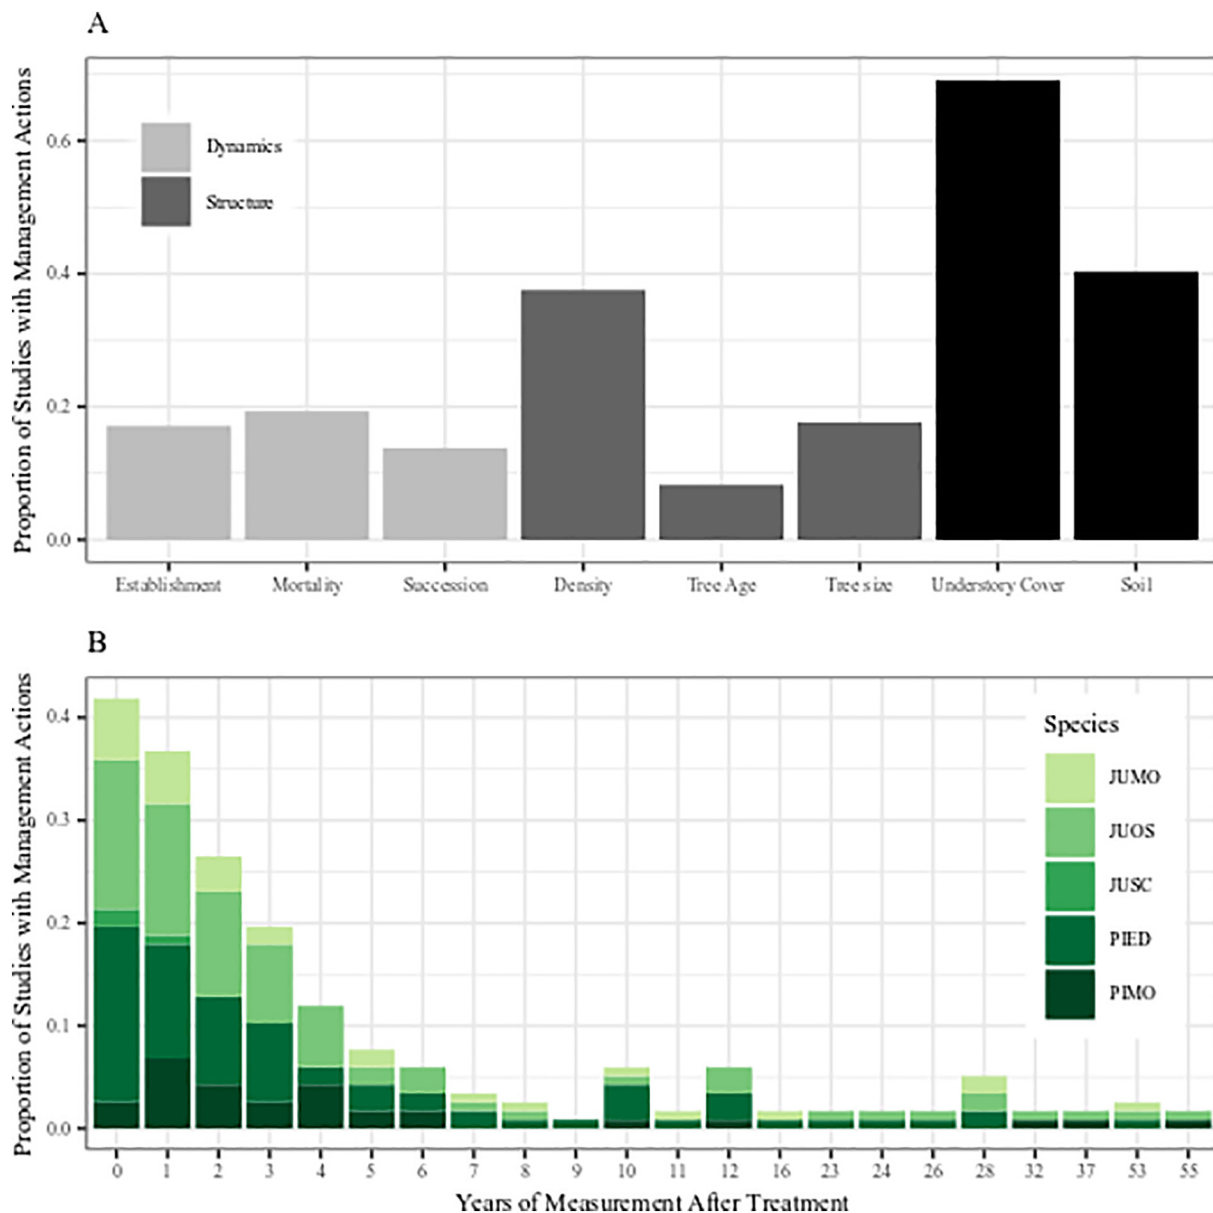 A
Proportion of Studies with Management Actions
0.6
0.4
0.2
0.0
Dynamics
Structure
Establishment Mortality Succession Density Tree Age Tree size Understory Cover Soil
B
Proportion of Studies with Management Actions
0.4
0.3
0.2
0.1
0.0
Species
JUMO
JUOS
JUSC
PIED
PIMO
0 1 2 3 4 5 6 7 8 9 10 11 12 16 23 24 26 28 32 37 53 55
Years of Measurement After Treatment